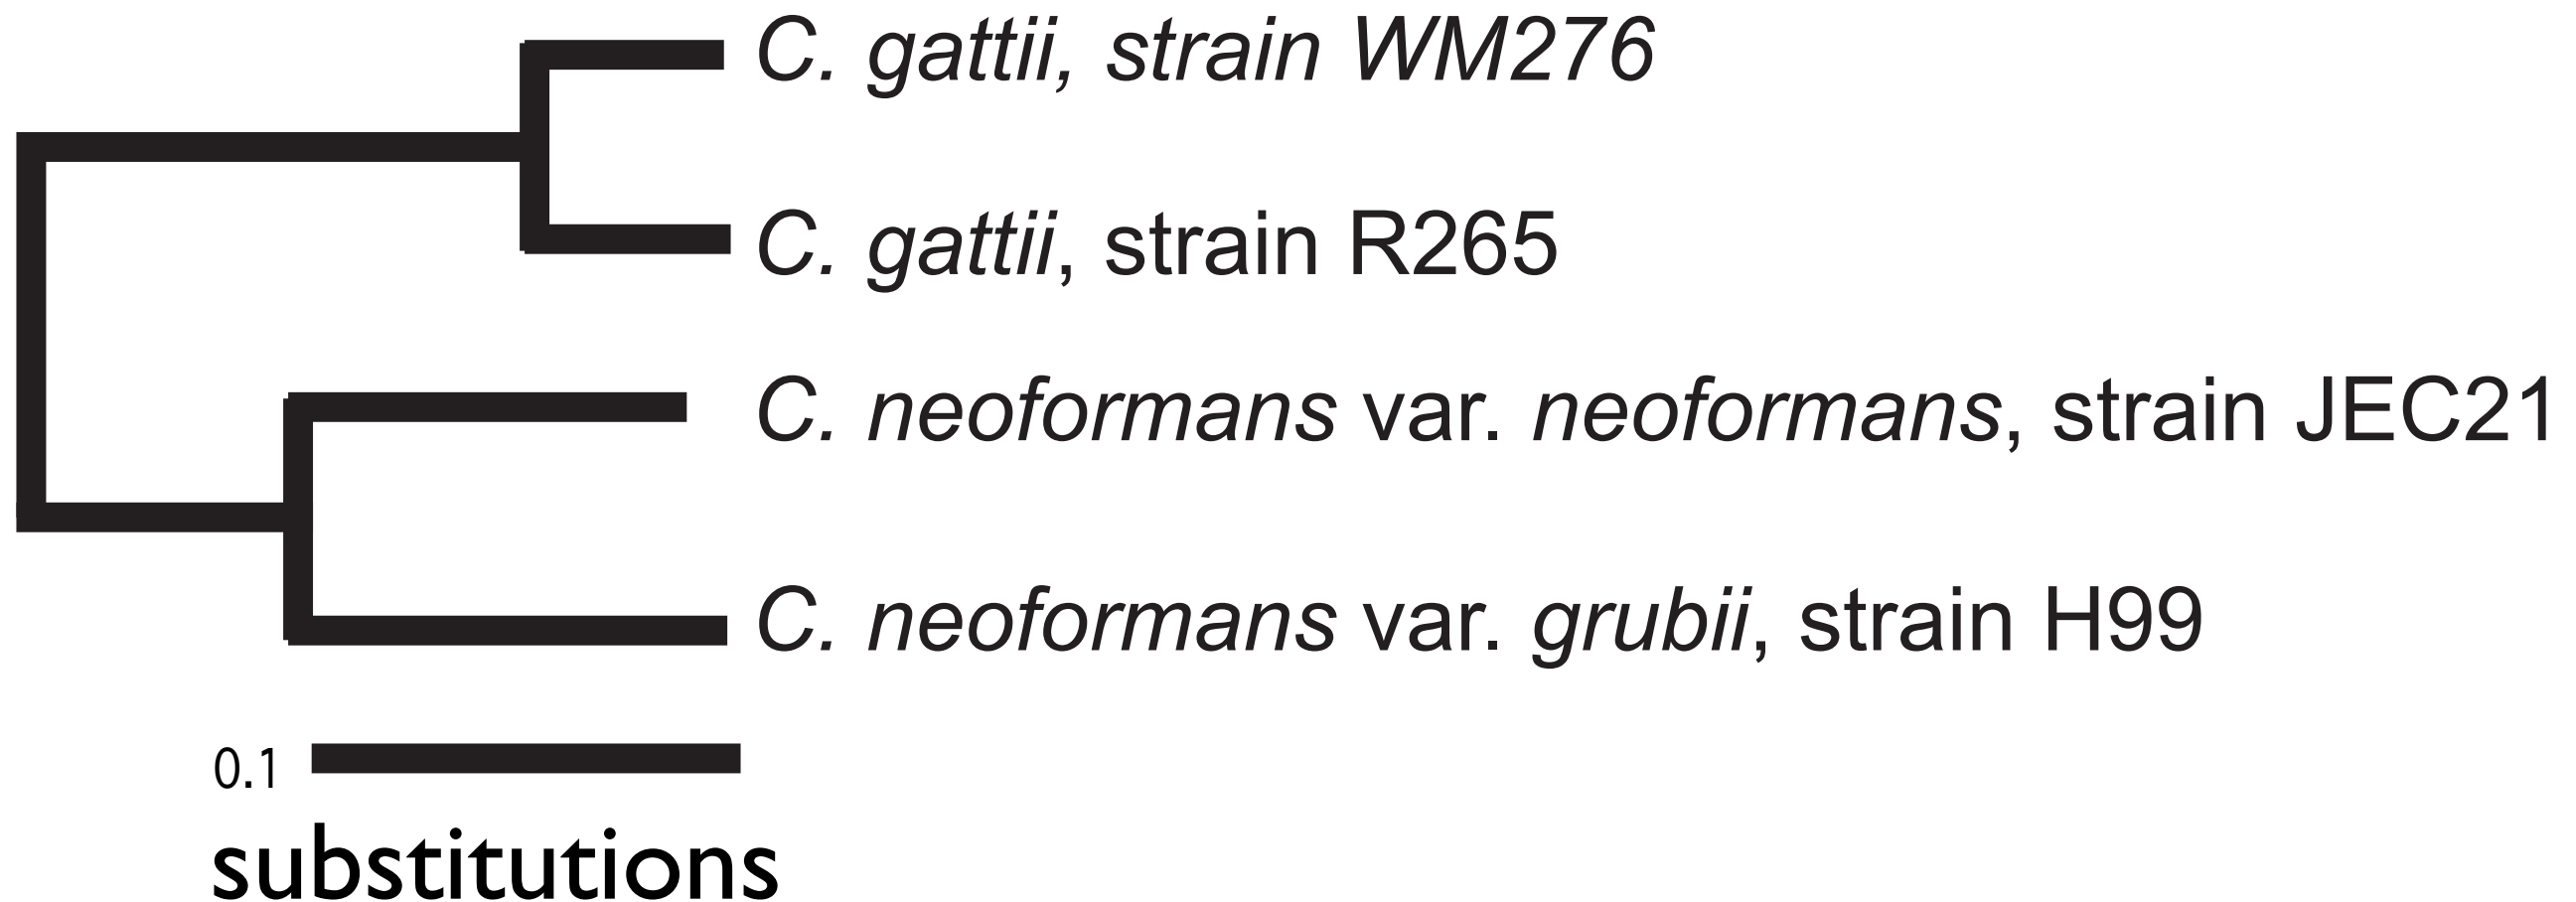 C. gattii, strain WM276
C. gattii, strain R265
C. neoformans var. neoformans, strain JEC21
C. neoformans var. grubii, strain H99
0.1
substitutions